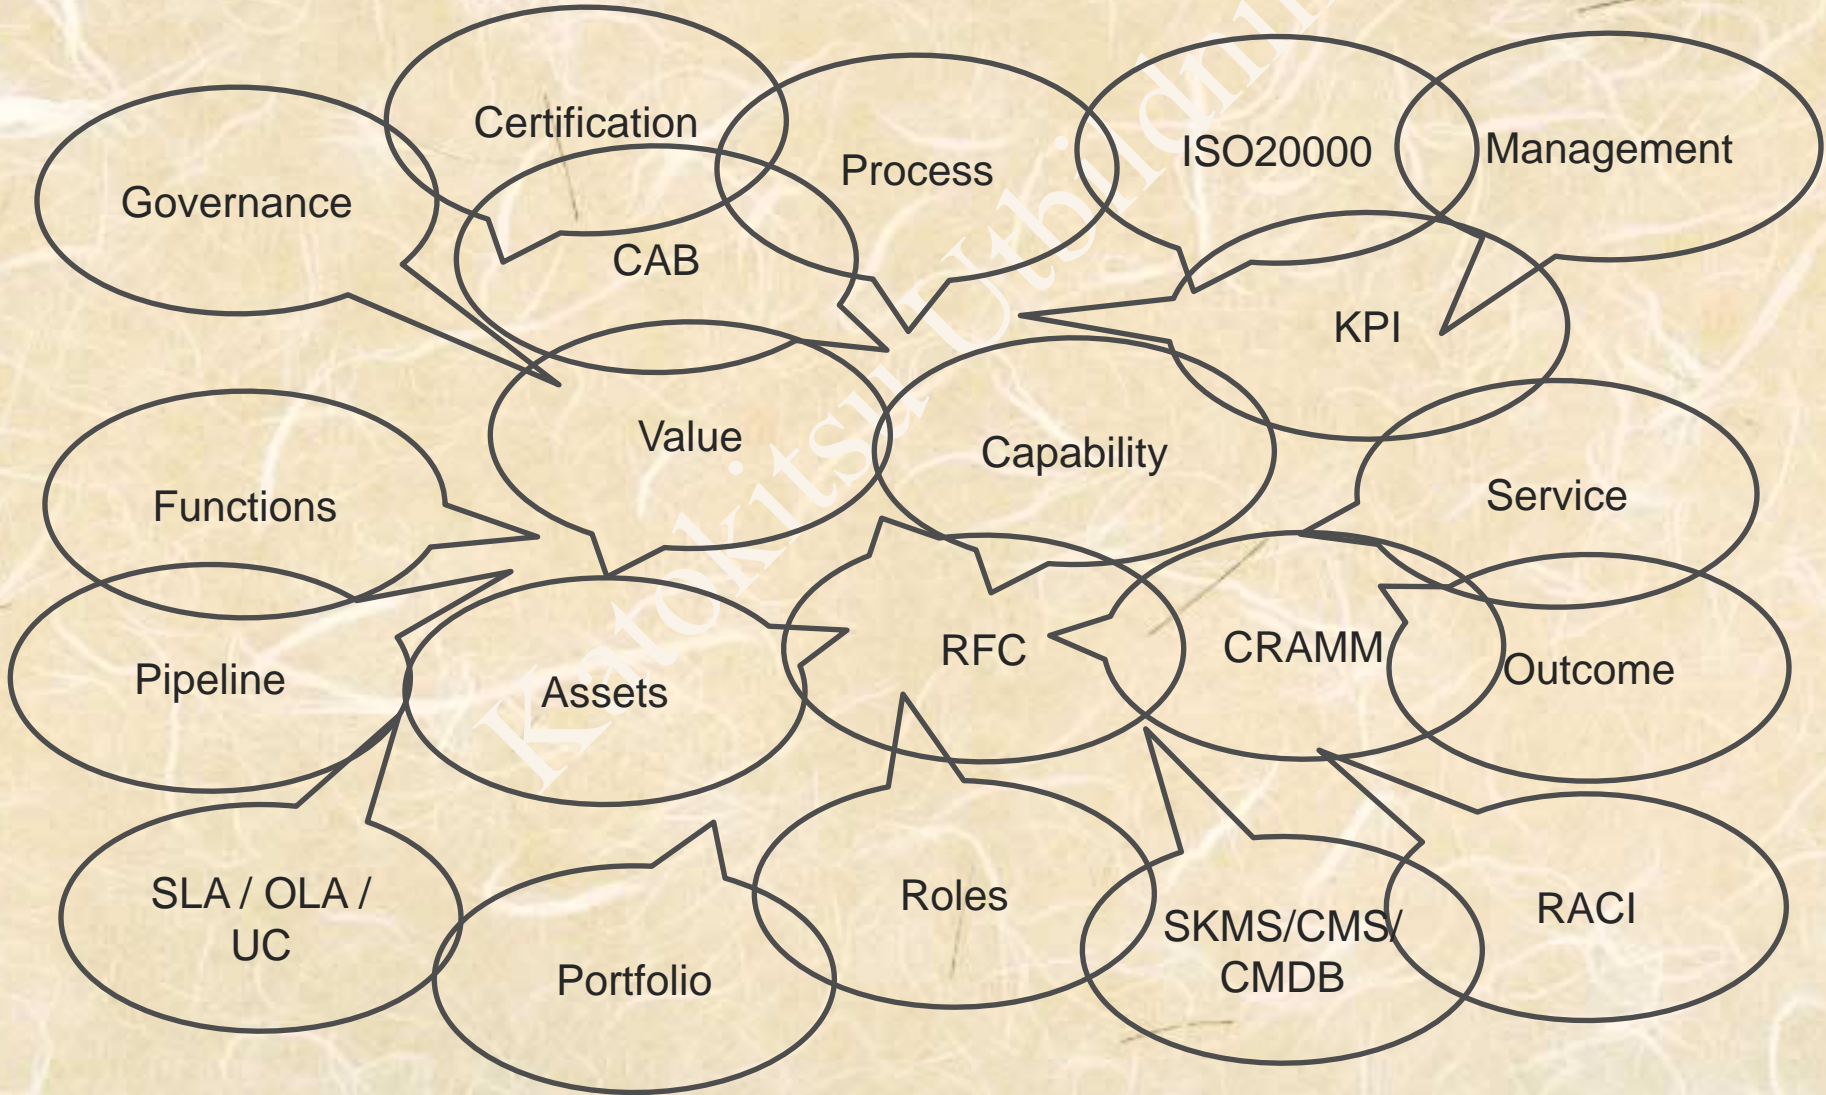 Certification
Process
ISO20000
Management
Governance
CAB
KPI
Value
Capability
Functions
Service
Pipeline
Assets
RFC
CRAMM
Outcome
SLA / OLA /
UC
Portfolio
Roles
SKMS/CMS/
CMDB
RACI